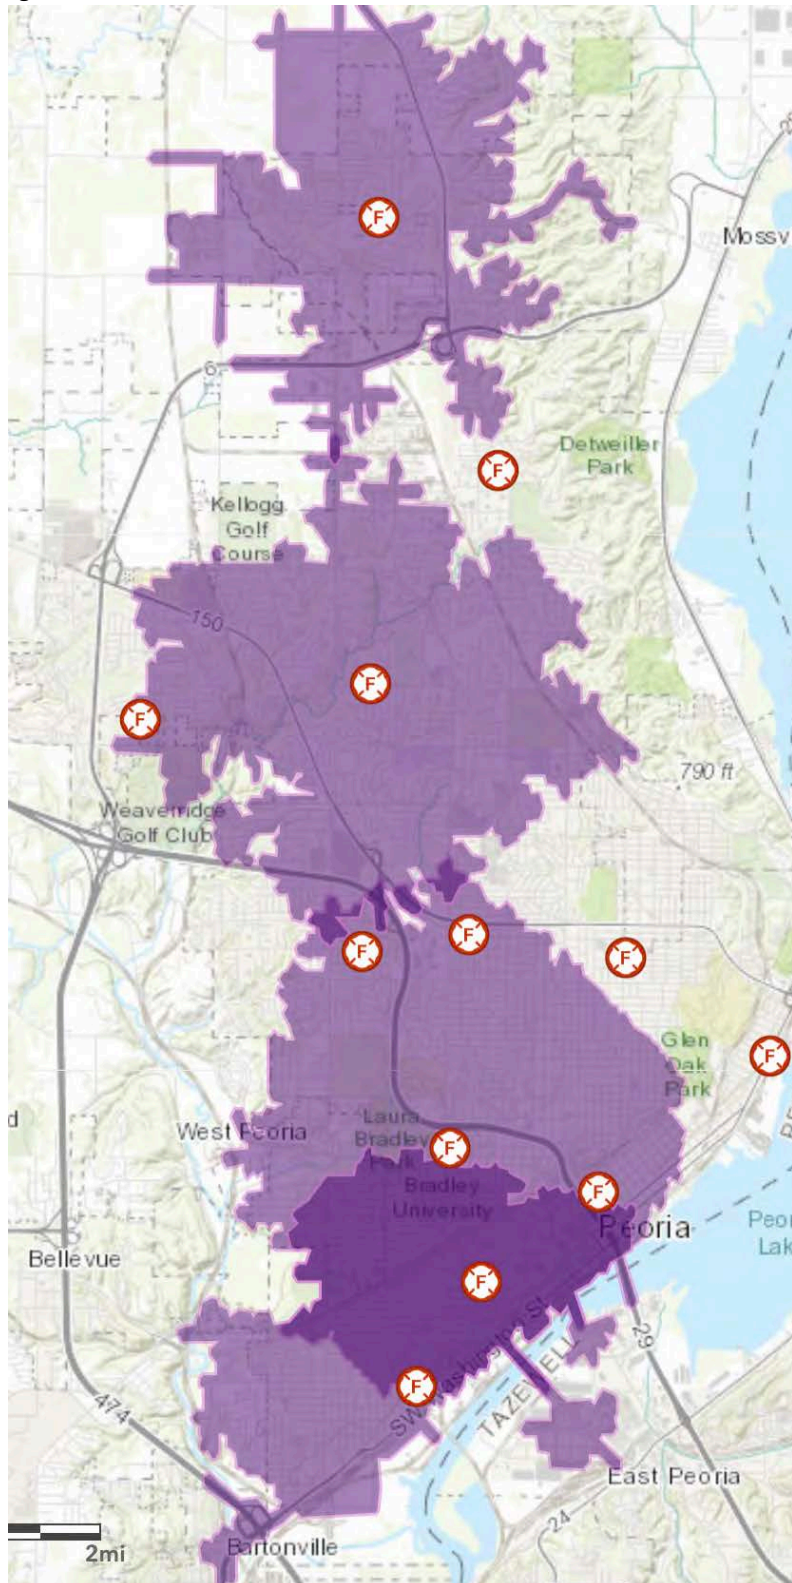 F
Mossv
6
F
Detweiller
Park
Kellogg
Golf
Course
150
F
F
790 ft
Weaverridge
Golf Club
F
F
F
Glen
Oak
Park
F
d
West Peoria
Laura
Bradley
Park
F
Bradley
University
F
Peoria
Peor
Lak
Bellevue
F
SW Washington St
29
F
TAZEWELL
474
East Peoria
24
2mi
Bartonville